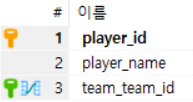 # 이름
1 player_id
2 player_name
3 team_team_id